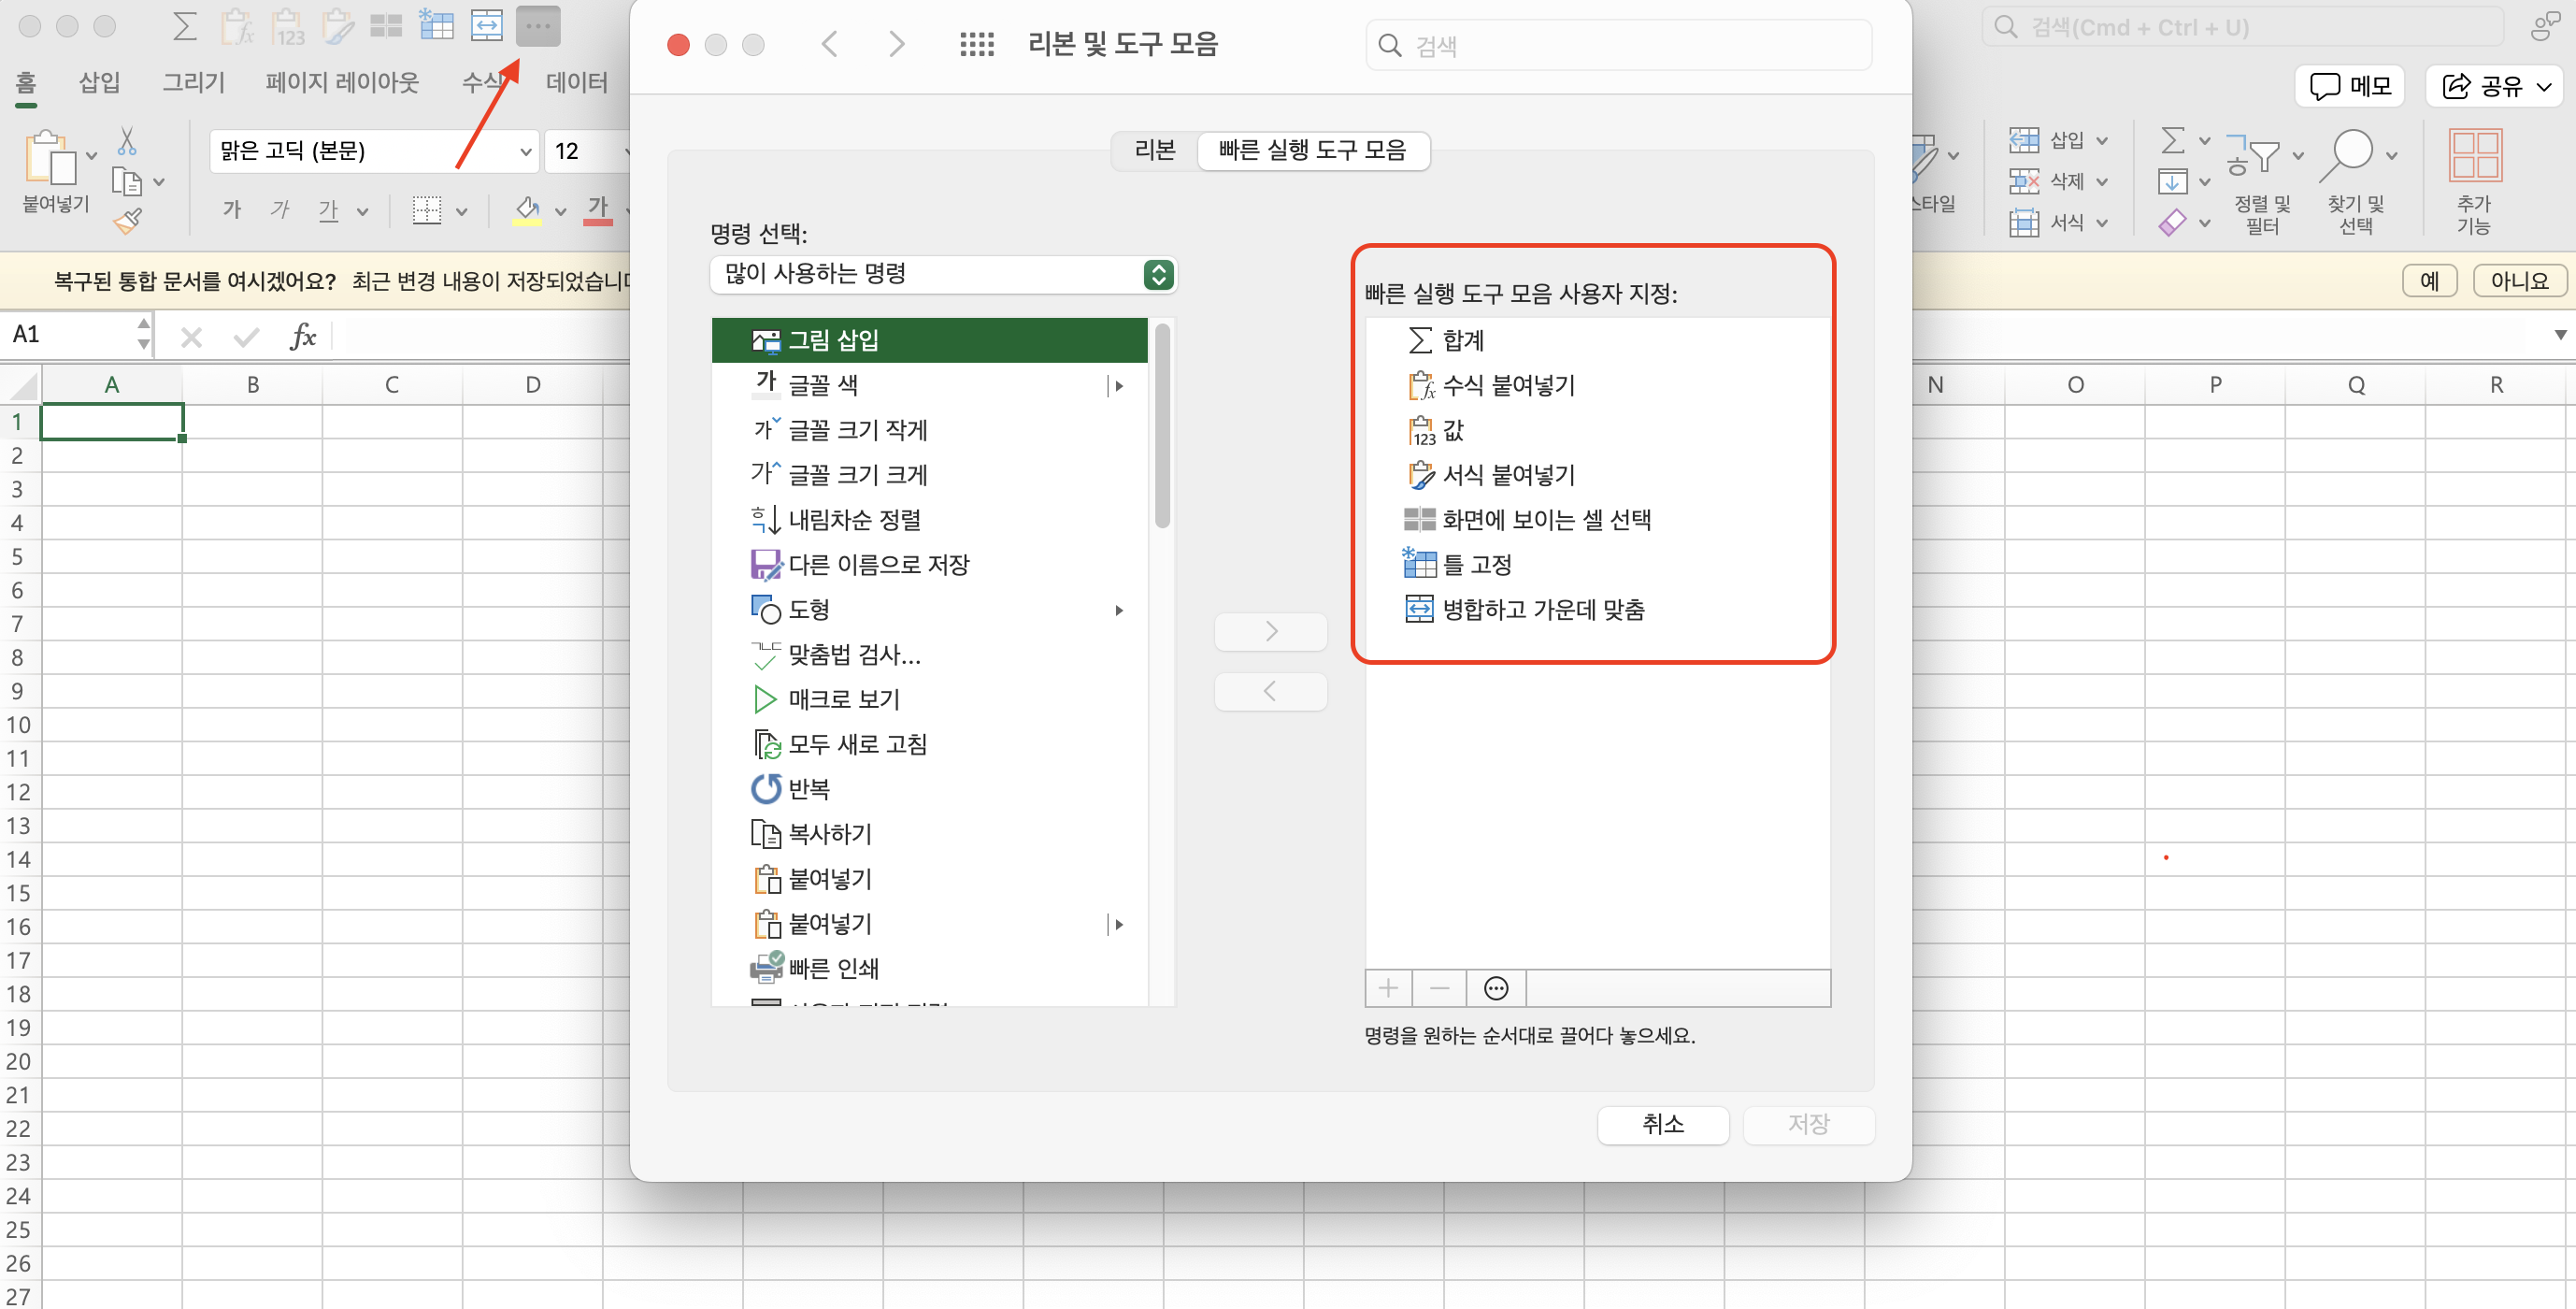 fx
123
검색(Cmd + Ctrl + U)
홈 삽입 그리기 페이지 레이아웃 수식 데이터
메모 공유
붙여넣기
맑은 고딕 (본문) 12
가 가 가 가
스타일
삽입
삭제
서식
정렬 및
필터
찾기 및
선택
추가
기능
복구된 통합 문서를 여시겠어요? 최근 변경 내용이 저장되었습니다
예 아니요
A1 fx
A B C D N O P Q R
1
2
3
4
5
6
7
8
9
10
11
12
13
14
15
16
17
18
19
20
21
22
23
24
25
26
27
리본 및 도구 모음
검색
리본 빠른 실행 도구 모음
명령 선택:
많이 사용하는 명령
그림 삽입
가 글꼴 색
가 글꼴 크기 작게
가 글꼴 크기 크게
내림차순 정렬
다른 이름으로 저장
도형
맞춤법 검사...
매크로 보기
모두 새로 고침
반복
복사하기
붙여넣기
붙여넣기
빠른 인쇄
빠른 실행 도구 모음 사용자 지정:
합계
fx 수식 붙여넣기
123 값
서식 붙여넣기
화면에 보이는 셀 선택
틀 고정
병합하고 가운데 맞춤
명령을 원하는 순서대로 끌어다 놓으세요.
취소 저장